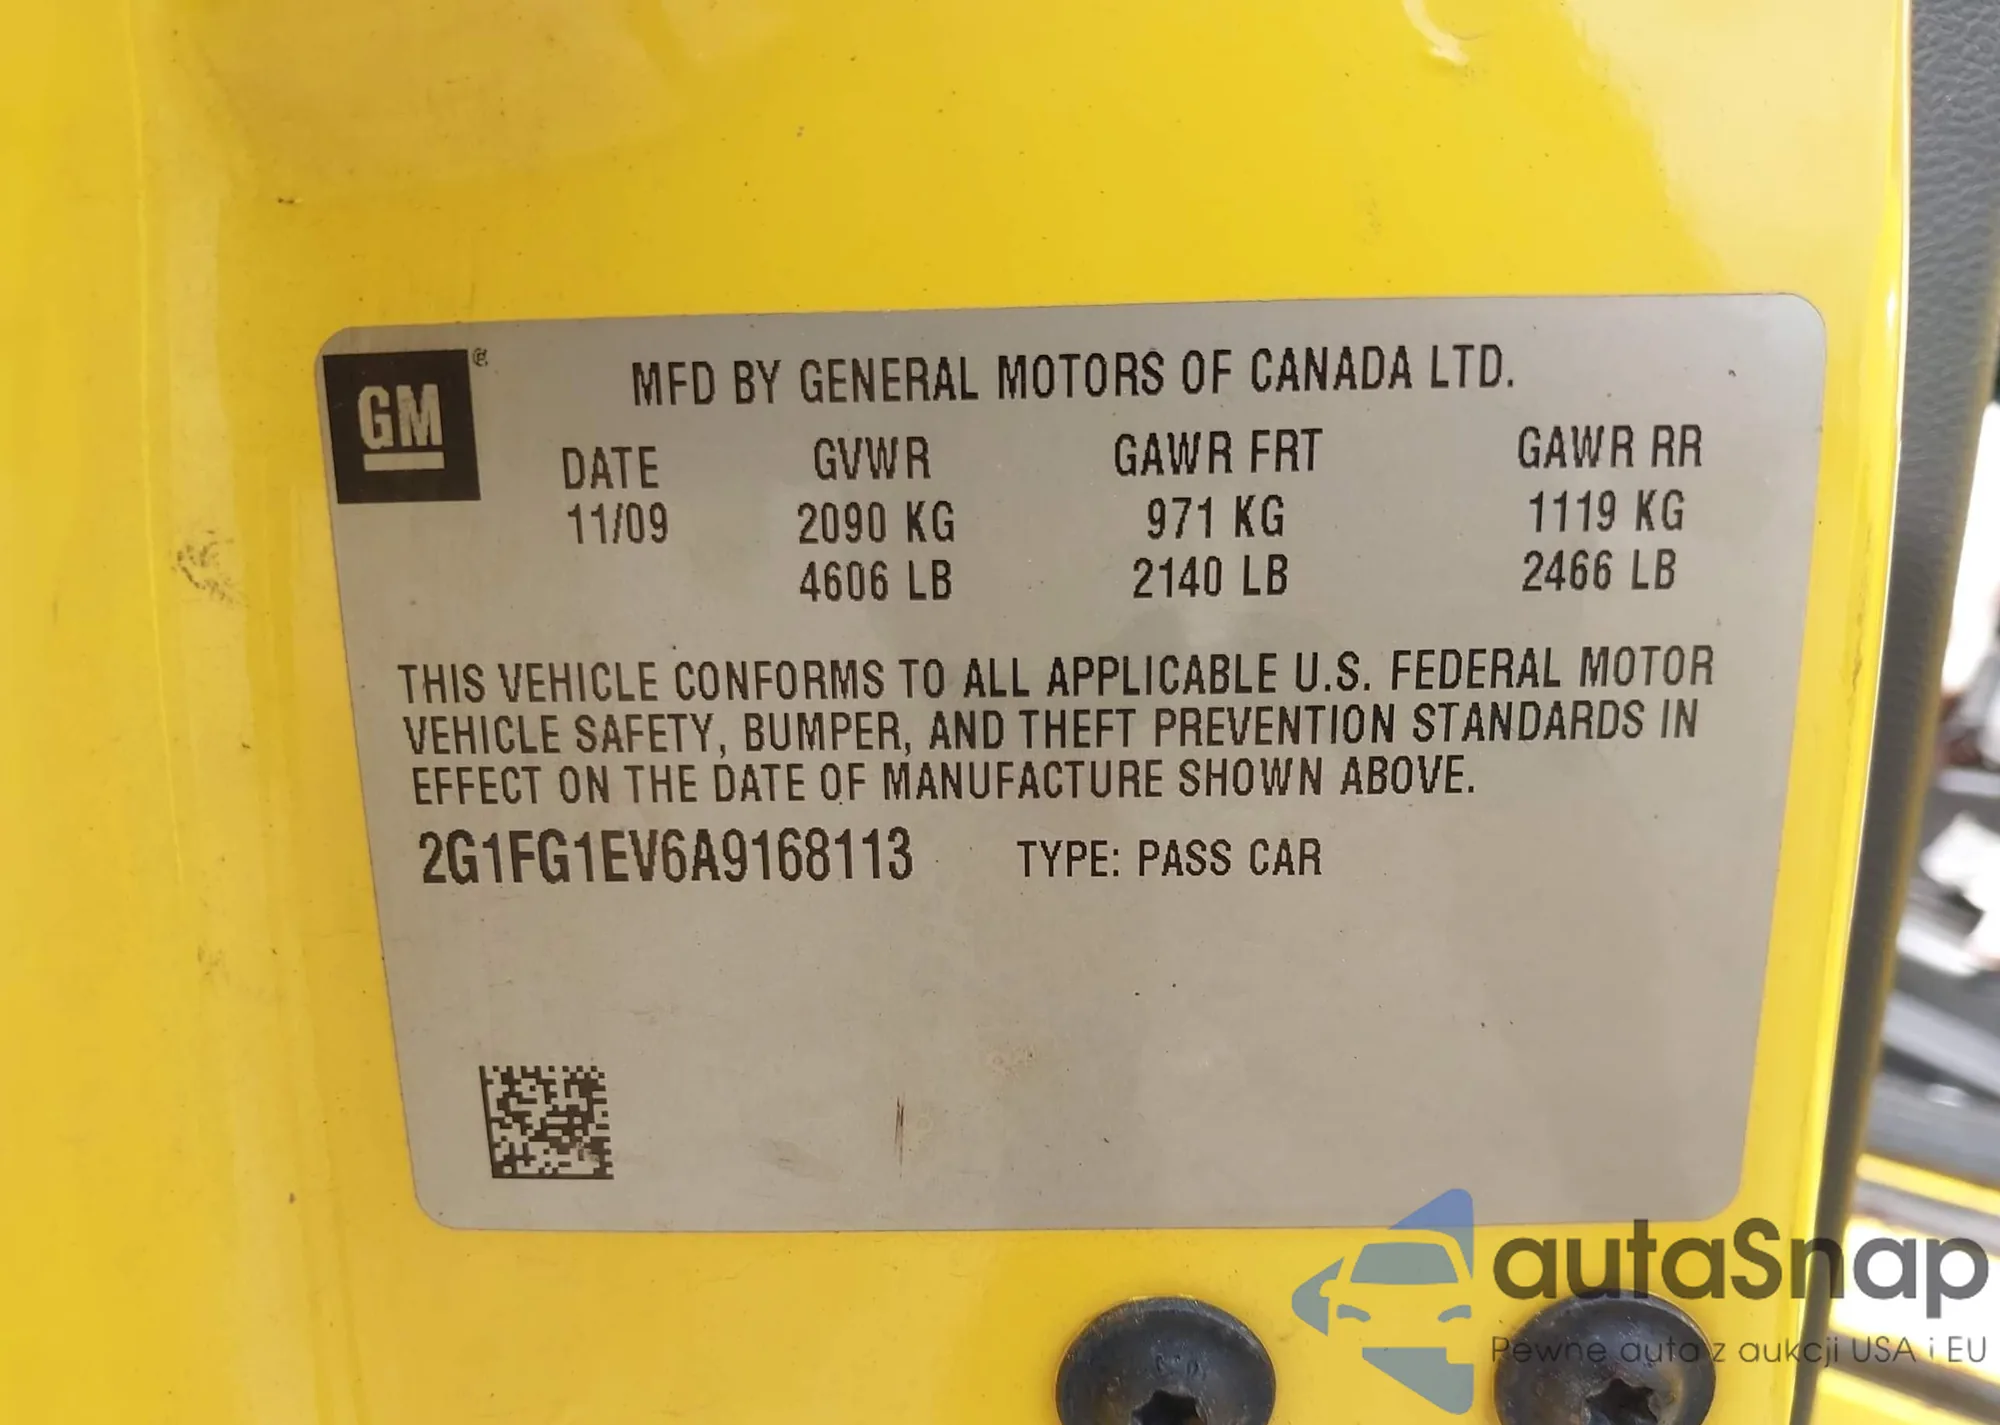 GM
MFD BY GENERAL MOTORS OF CANADA LTD.
DATE GVWR GAWR FRT GAWR RR
11/09 2090 KG 971 KG 1119 KG
4606 LB 2140 LB 2466 LB
THIS VEHICLE CONFORMS TO ALL APPLICABLE U.S. FEDERAL MOTOR
VEHICLE SAFETY, BUMPER, AND THEFT PREVENTION STANDARDS IN
EFFECT ON THE DATE OF MANUFACTURE SHOWN ABOVE.
2G1FG1EV6A9168113 TYPE: PASS CAR
autaSnap
Pewne auta z aukcji USA i EU